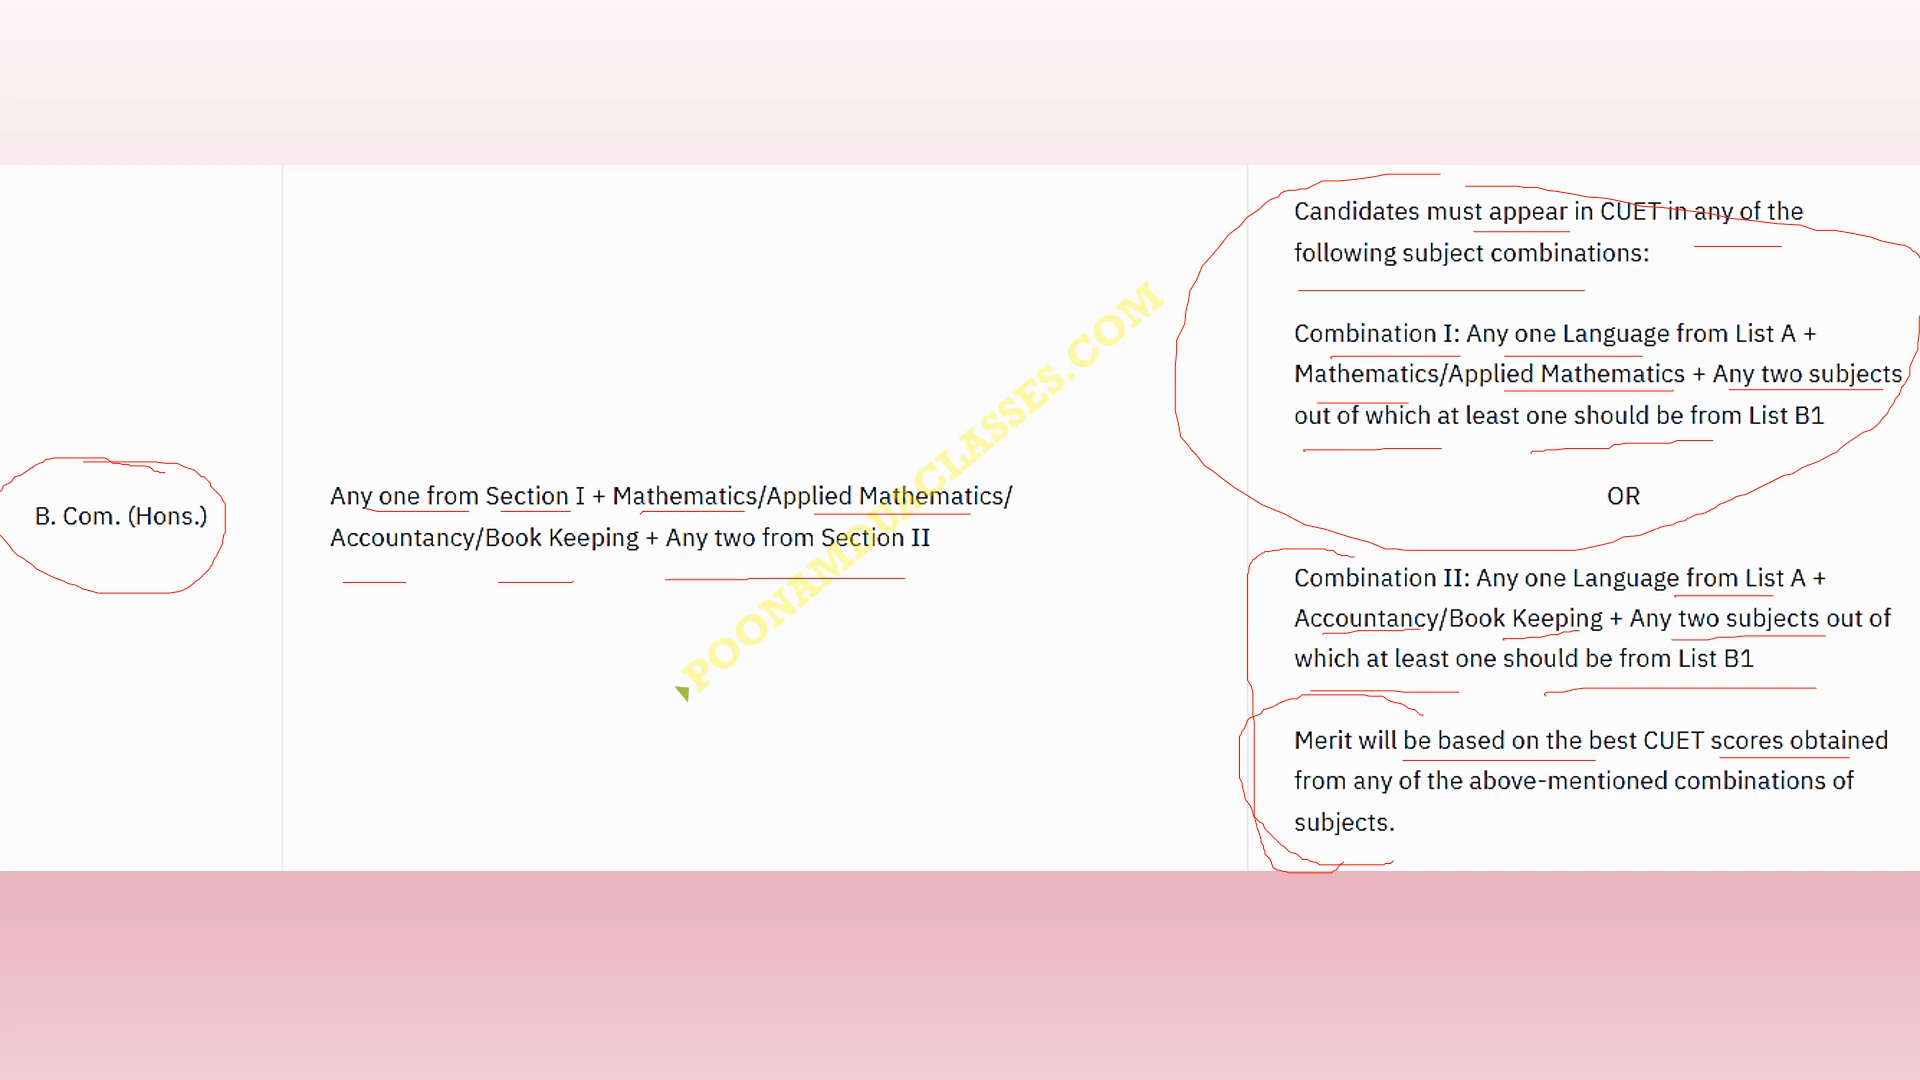 B. Com. (Hons.)
Any one from Section I + Mathematics/Applied Mathematics/
Accountancy/Book Keeping + Any two from Section II
Candidates must appear in CUET in any of the
following subject combinations:
Combination I: Any one Language from List A +
Mathematics/Applied Mathematics + Any two subjects
out of which at least one should be from List B1
OR
Combination II: Any one Language from List A +
Accountancy/Book Keeping + Any two subjects out of
which at least one should be from List B1
Merit will be based on the best CUET scores obtained
from any of the above-mentioned combinations of
subjects.
POONAMDUACLASSES.COM